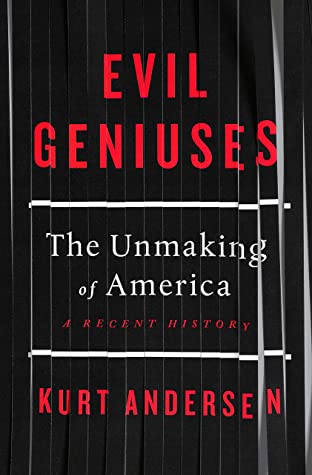 EVIL
GENIUSES
The Unmaking
of America
A RECENT HISTORY
KURT ANDERSEN